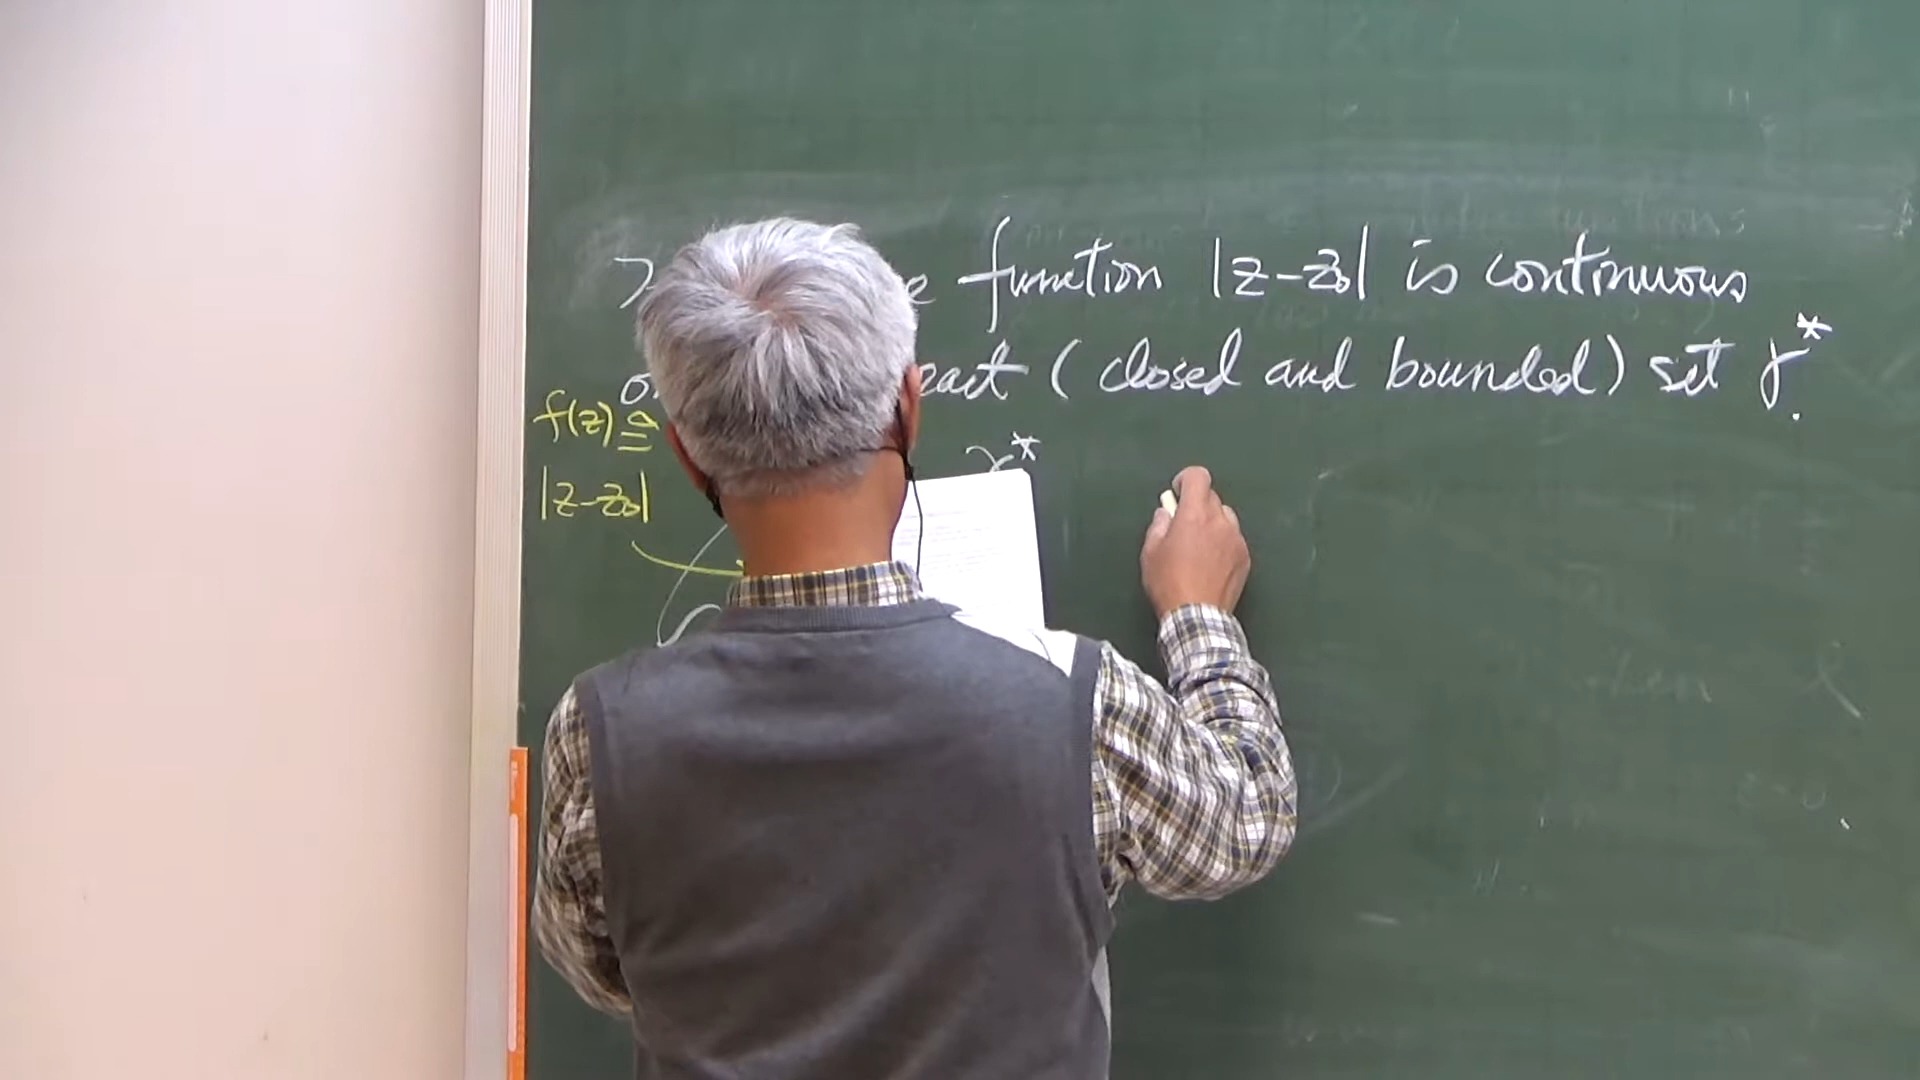 function |z-z₀| is continuous
(closed and bounded) set γ*.
f(z) ≙
|z-z₀|
γ*